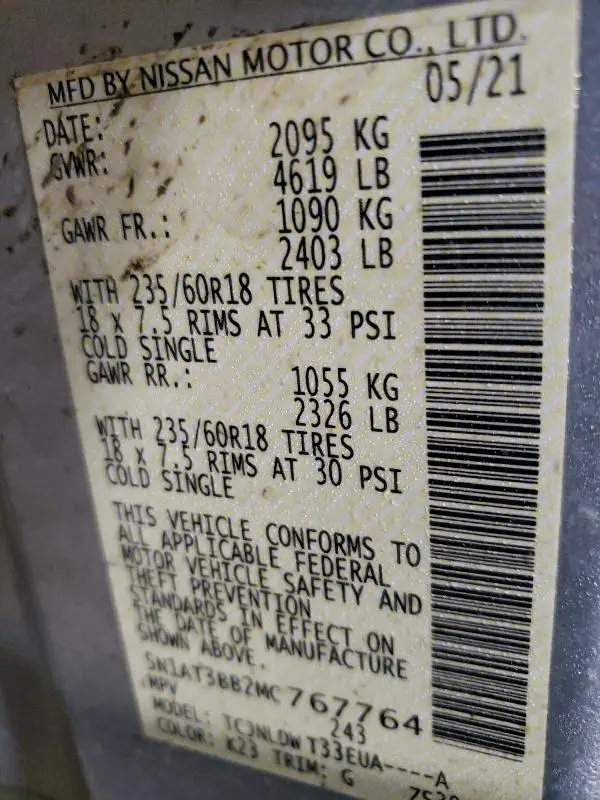 MFD BY NISSAN MOTOR CO., LTD.
DATE: 05/21
GVWR: 2095 KG
4619 LB
GAWR FR.: 1090 KG
2403 LB
WITH 235/60R18 TIRES
18 X 7.5 RIMS AT 33 PSI
COLD SINGLE
GAWR RR.: 1055 KG
2326 LB
WITH 235/60R18 TIRES
18 X 7.5 RIMS AT 30 PSI
COLD SINGLE
THIS VEHICLE CONFORMS TO
ALL APPLICABLE FEDERAL
MOTOR VEHICLE SAFETY AND
THEFT PREVENTION
STANDARDS IN EFFECT ON
THE DATE OF MANUFACTURE
SHOWN ABOVE.
5N1AT3BB2MC767764
MPV 243
MODEL: T33EUA----A
COLOR: K23 TRIM: G